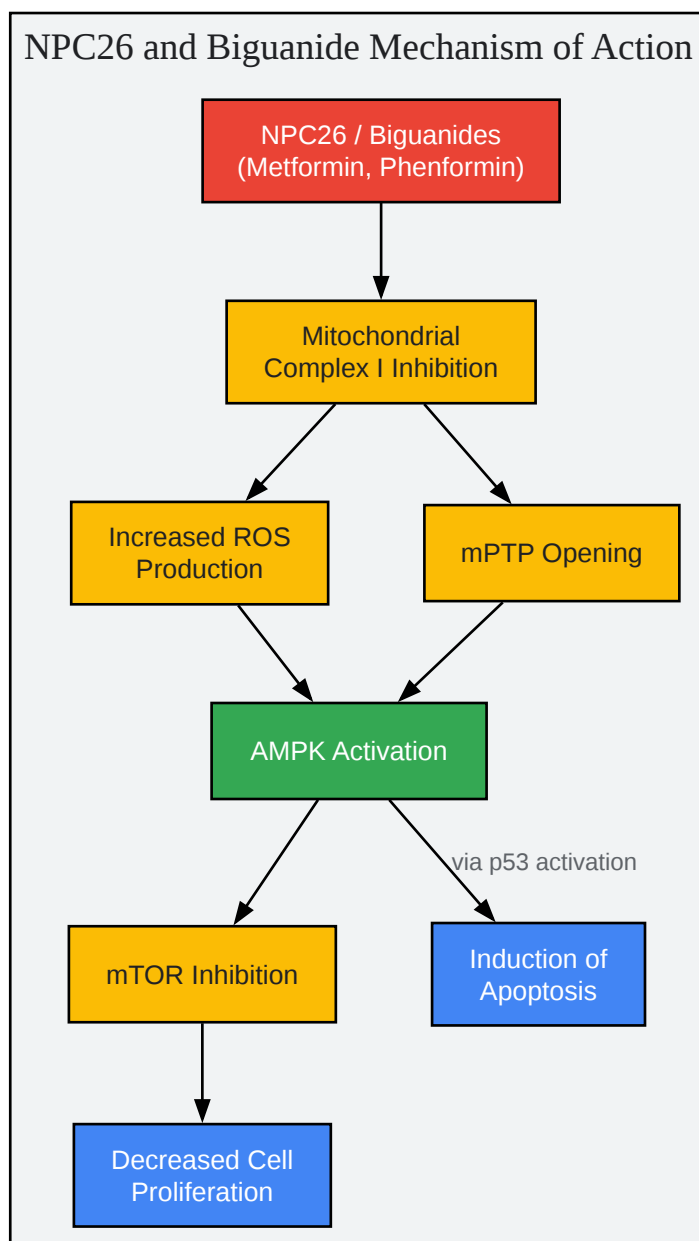 NPC26 and Biguanide Mechanism of Action
NPC26 / Biguanides
(Metformin, Phenformin)
Mitochondrial
Complex I Inhibition
Increased ROS
Production
mPTP Opening
AMPK Activation
via p53 activation
mTOR Inhibition
Induction of
Apoptosis
Decreased Cell
Proliferation